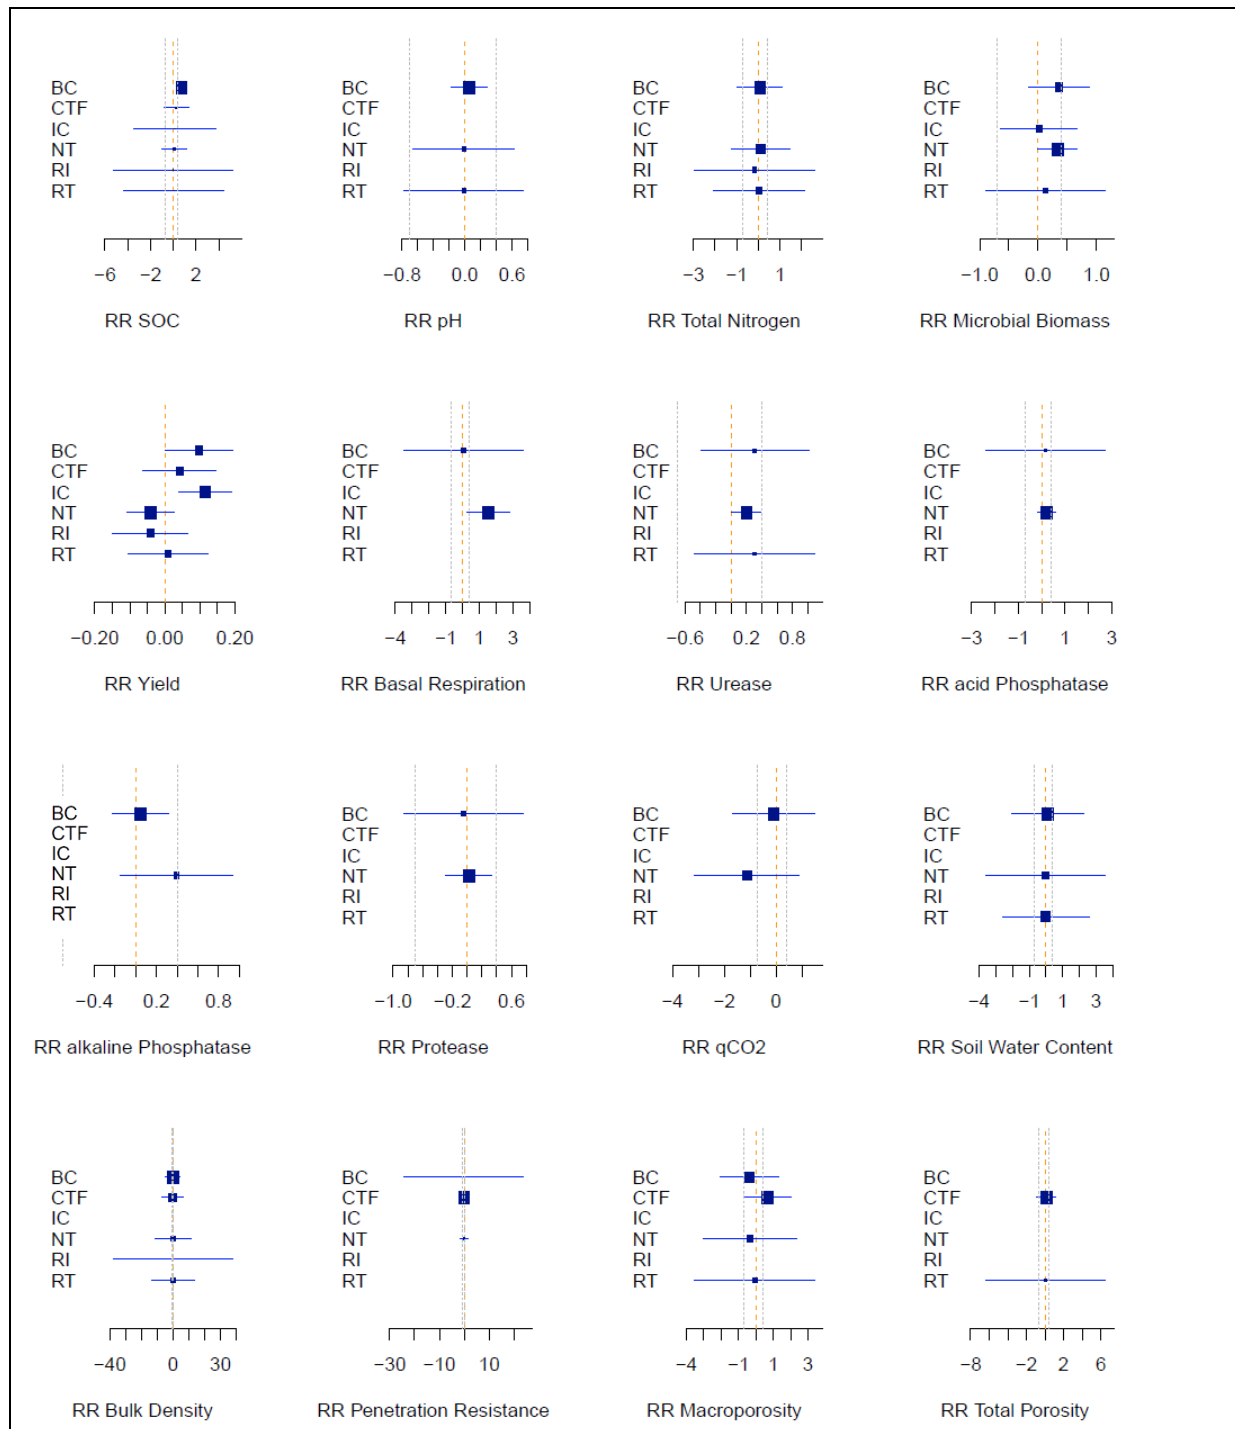 BC
CTF
IC
NT
RI
RT
−6 −2 2
RR SOC
BC
CTF
IC
NT
RI
RT
−0.8 0.0 0.6
RR pH
BC
CTF
IC
NT
RI
RT
−3 −1 1
RR Total Nitrogen
BC
CTF
IC
NT
RI
RT
−1.0 0.0 1.0
RR Microbial Biomass
BC
CTF
IC
NT
RI
RT
−0.20 0.00 0.20
RR Yield
BC
CTF
IC
NT
RI
RT
−4 −1 1 3
RR Basal Respiration
BC
CTF
IC
NT
RI
RT
−0.6 0.2 0.8
RR Urease
BC
CTF
IC
NT
RI
RT
−3 −1 1 3
RR acid Phosphatase
BC
CTF
IC
NT
RI
RT
−0.4 0.2 0.8
RR alkaline Phosphatase
BC
CTF
IC
NT
RI
RT
−1.0 −0.2 0.6
RR Protease
BC
CTF
IC
NT
RI
RT
−4 −2 0
RR qCO2
BC
CTF
IC
NT
RI
RT
−4 −1 1 3
RR Soil Water Content
BC
CTF
IC
NT
RI
RT
−40 0 30
RR Bulk Density
BC
CTF
IC
NT
RI
RT
−30 −10 10
RR Penetration Resistance
BC
CTF
IC
NT
RI
RT
−4 −1 1 3
RR Macroporosity
BC
CTF
IC
NT
RI
RT
−8 −2 2 6
RR Total Porosity